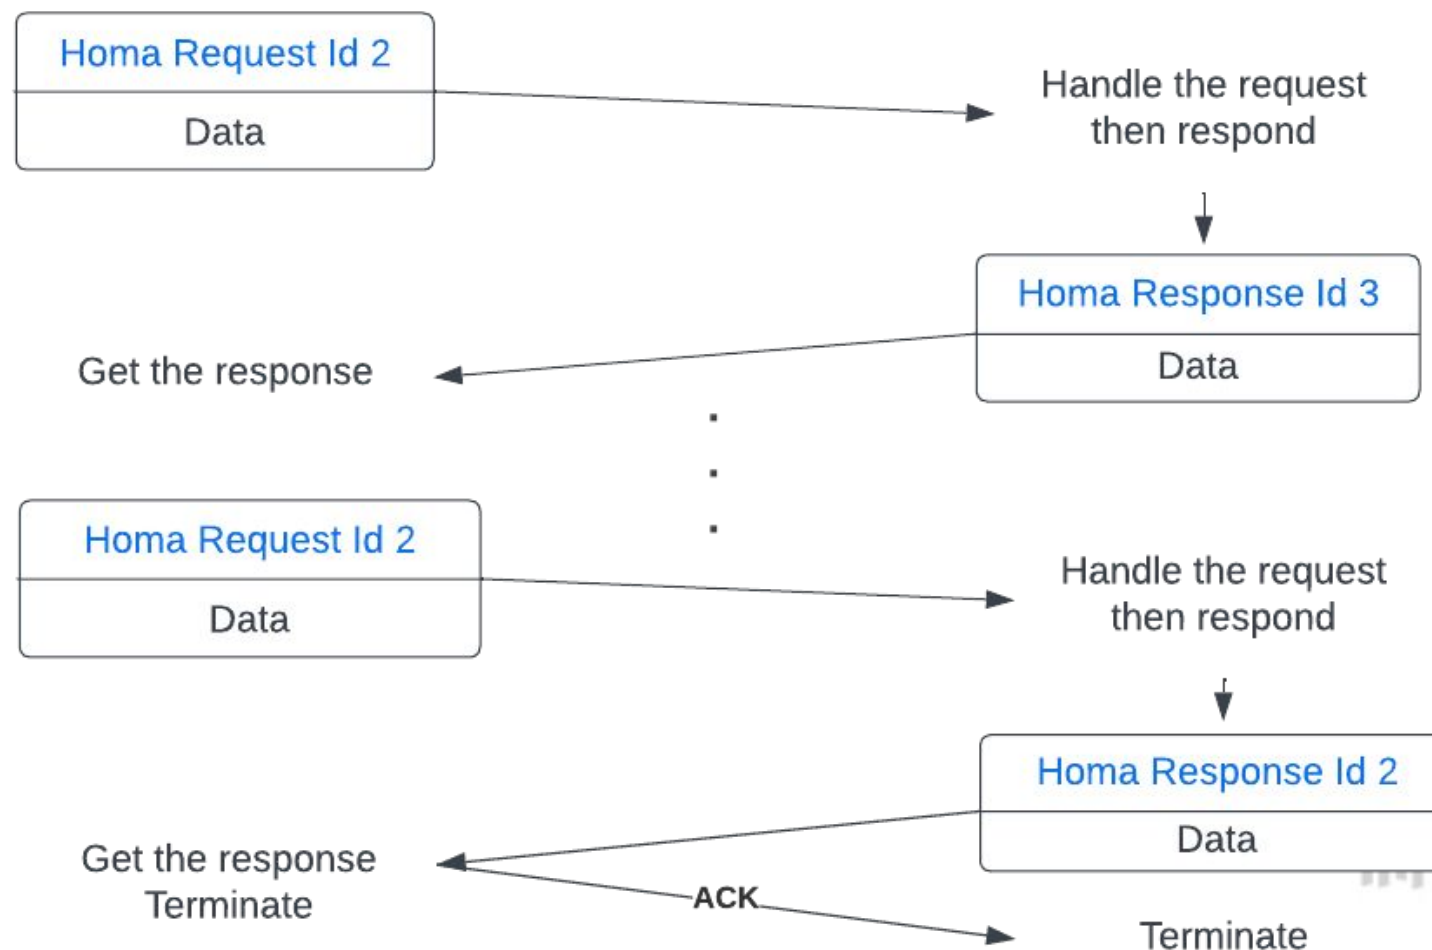 Homa Request Id 2
Data
Handle the request
then respond
Homa Response Id 3
Data
Get the response
Homa Request Id 2
Data
Handle the request
then respond
Homa Response Id 2
Data
Get the response
Terminate
ACK
Terminate